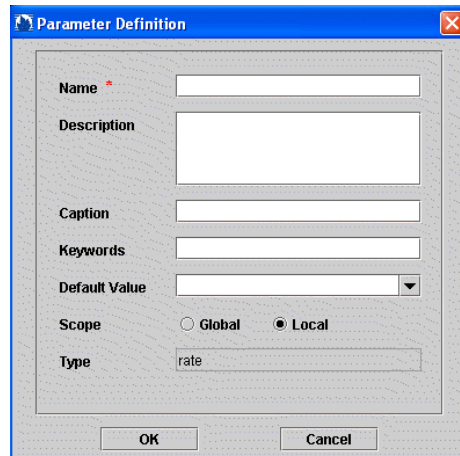 Parameter Definition
Name *
Description
Caption
Keywords
Default Value
Scope Global Local
Type rate
OK Cancel